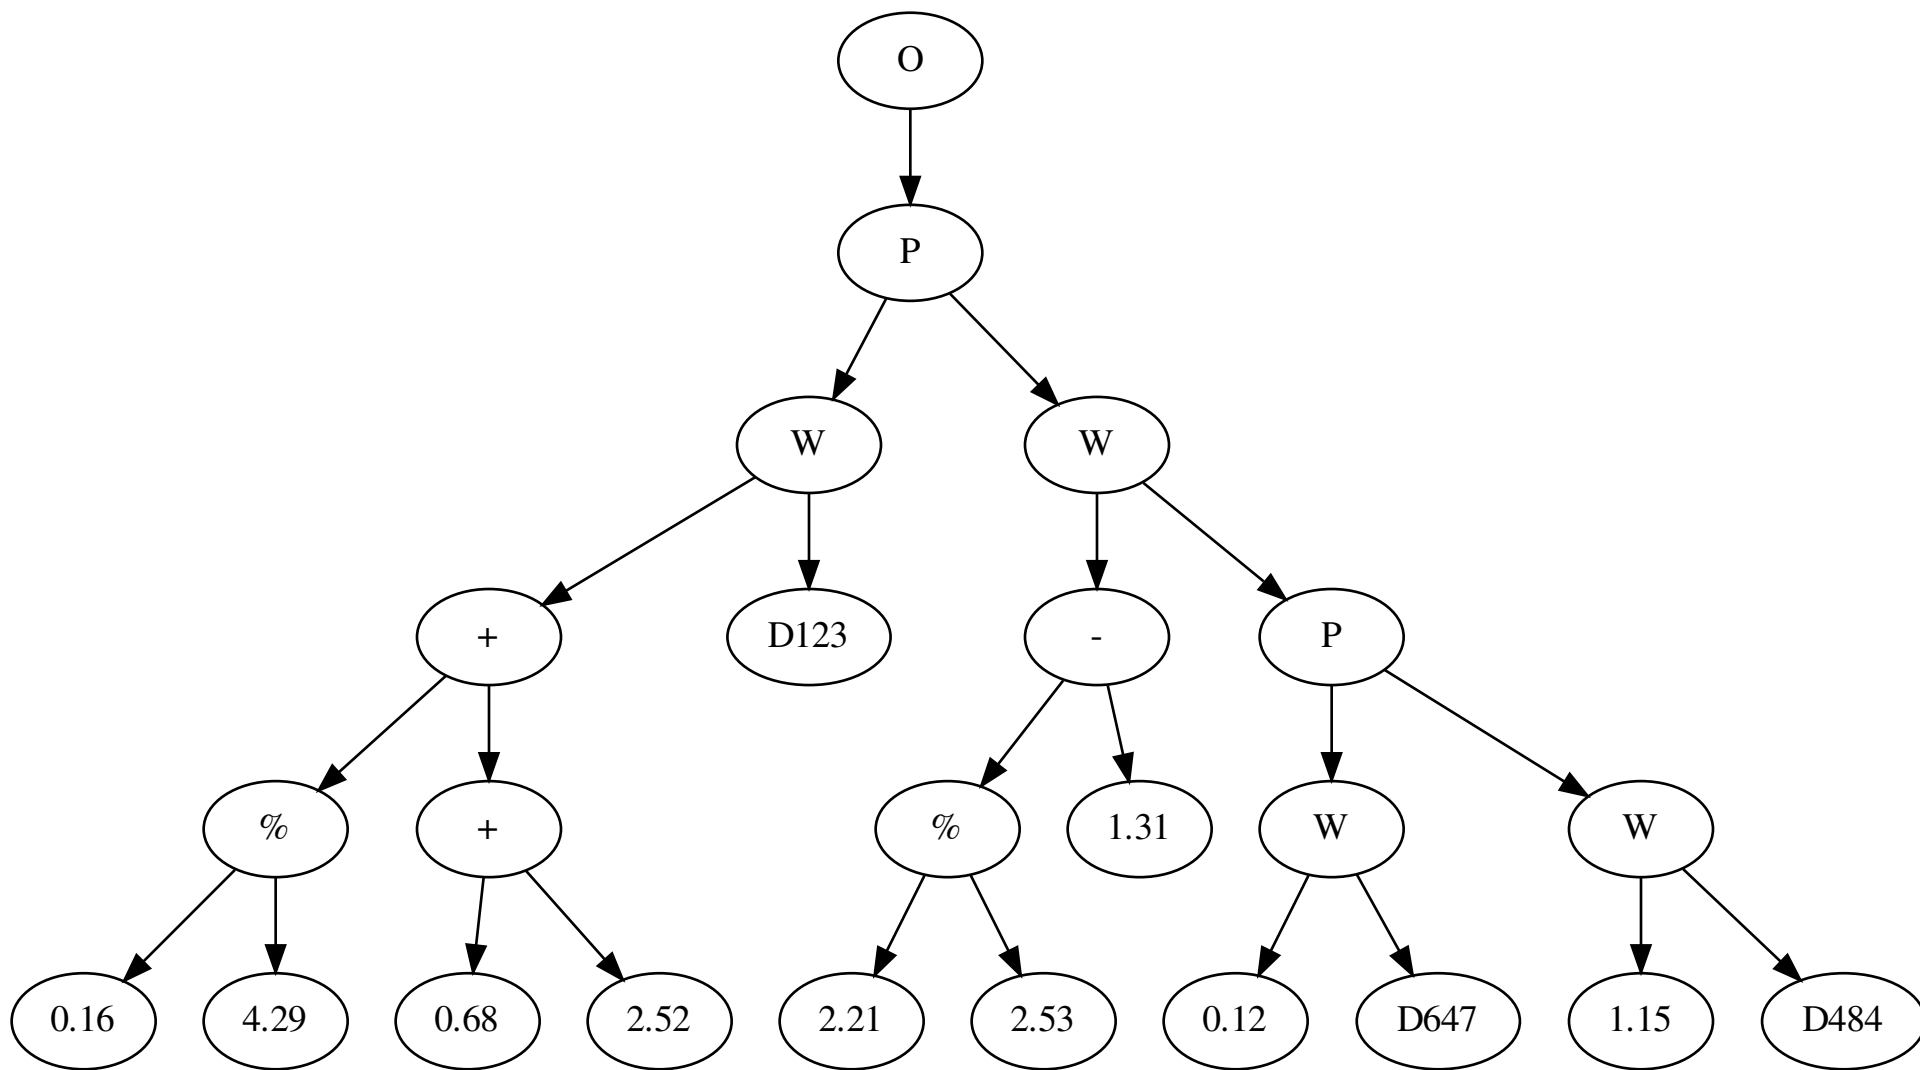 O
P
W W
+ D123 - P
% + % 1.31 W W
0.16 4.29 0.68 2.52 2.21 2.53 0.12 D647 1.15 D484